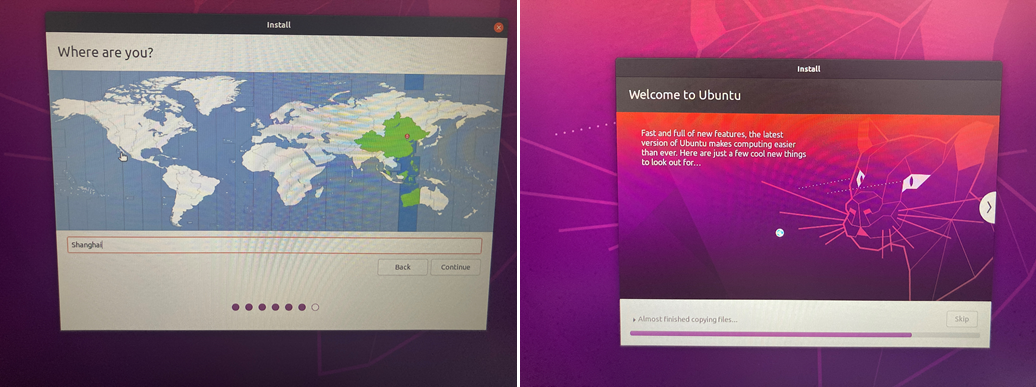 Install
Where are you?
Shanghai
Back
Continue
Install
Welcome to Ubuntu
Fast and full of new features, the latest
version of Ubuntu makes computing easier
than ever. Here are just a few cool new things
to look out for...
Almost finished copying files...
Skip